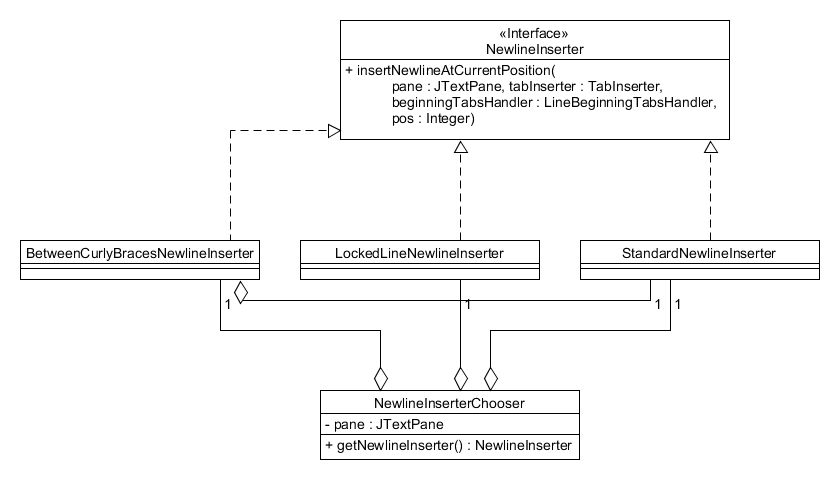 «Interface»
NewlineInserter
+ insertNewlineAtCurrentPosition(
pane : JTextPane, tabInserter : TabInserter,
beginningTabsHandler : LineBeginningTabsHandler,
pos : Integer)
BetweenCurlyBracesNewlineInserter
LockedLineNewlineInserter
StandardNewlineInserter
1
1
1
1
NewlineInserterChooser
- pane : JTextPane
+ getNewlineInserter() : NewlineInserter